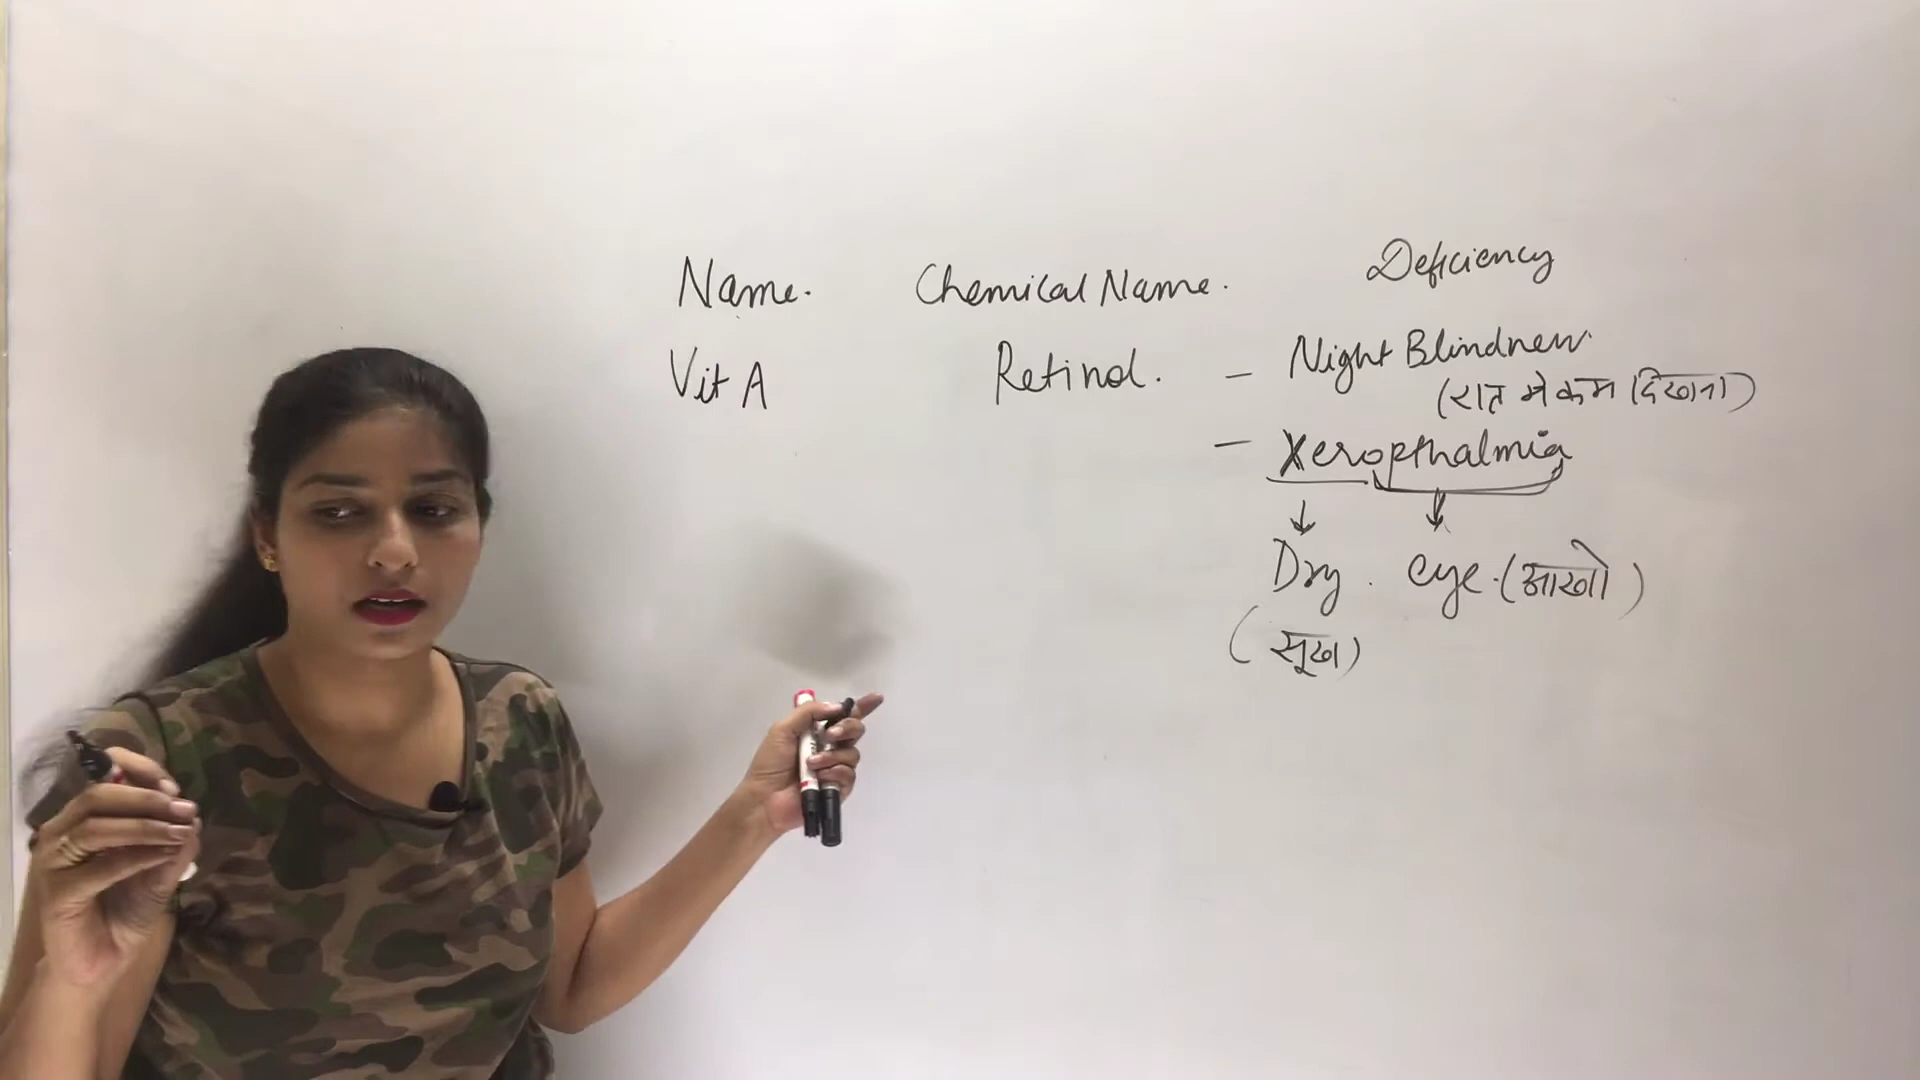 Name. Chemical Name. Deficiency
Vit A Retinol. - Night Blindness.
(रात मे कम दिखना)
- Xeropthalmia
Dry. eye. (आखो)
(सूखा)